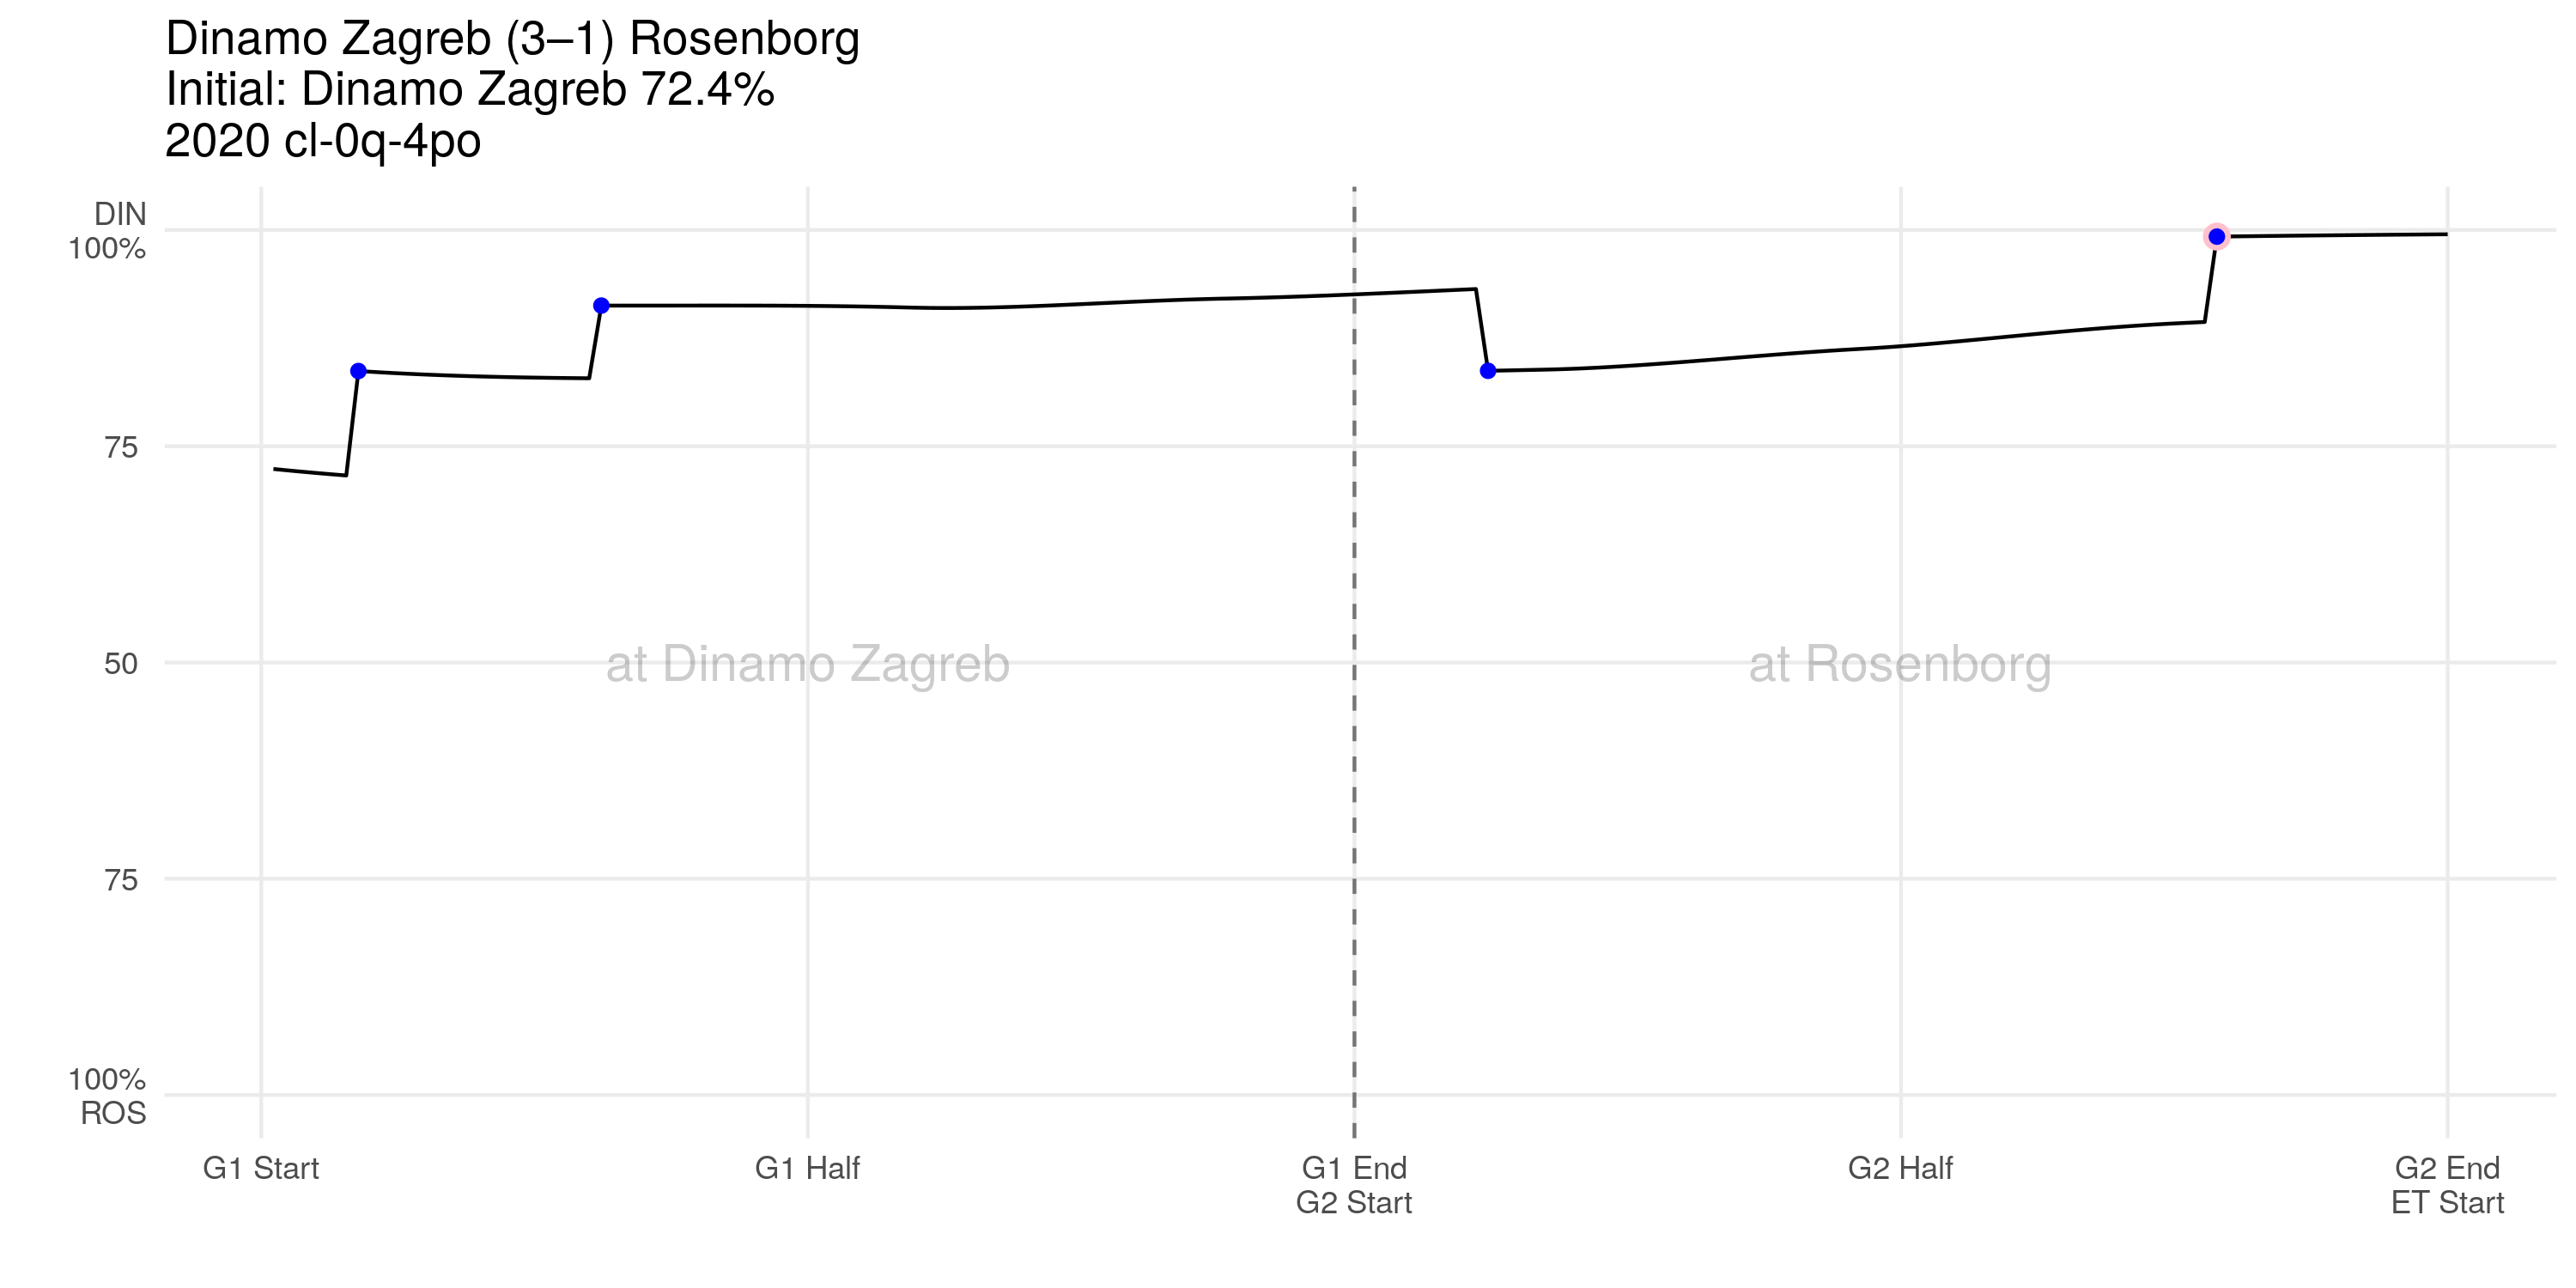 Dinamo Zagreb (3–1) Rosenborg
Initial: Dinamo Zagreb 72.4%
2020 cl-0q-4po
DIN
100%
75
50
75
100%
ROS
at Dinamo Zagreb
at Rosenborg
G1 Start
G1 Half
G1 End
G2 Start
G2 Half
G2 End
ET Start